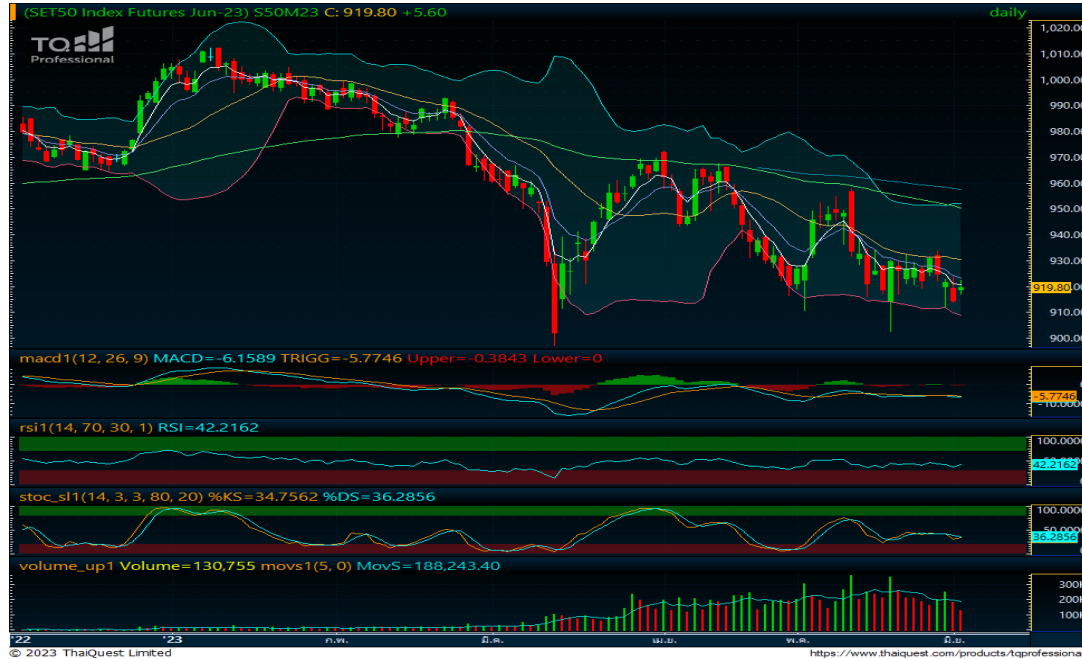 (SET50 Index Futures Jun-23) S50M23 C: 919.80 +5.60 daily
TQ
Professional
1,020.00
1,010.00
1,000.00
990.00
980.00
970.00
960.00
950.00
940.00
930.00
919.80
910.00
900.00
macd1(12, 26, 9) MACD=-6.1589 TRIGG=-5.7746 Upper=-0.3843 Lower=0
-5.7746
-10.0000
rsi1(14, 70, 30, 1) RSI=42.2162
100.0000
42.2162
stoc_sl1(14, 3, 3, 80, 20) %KS=34.7562 %DS=36.2856
100.0000
36.2856
volume_up1 Volume=130,755 movs1(5, 0) MovS=188,243.40
300K
200K
100K
'22 '23 ก.พ. มี.ค. เม.ย. พ.ค. มิ.ย.
© 2023 ThaiQuest Limited https://www.thaiquest.com/products/tqprofessiona